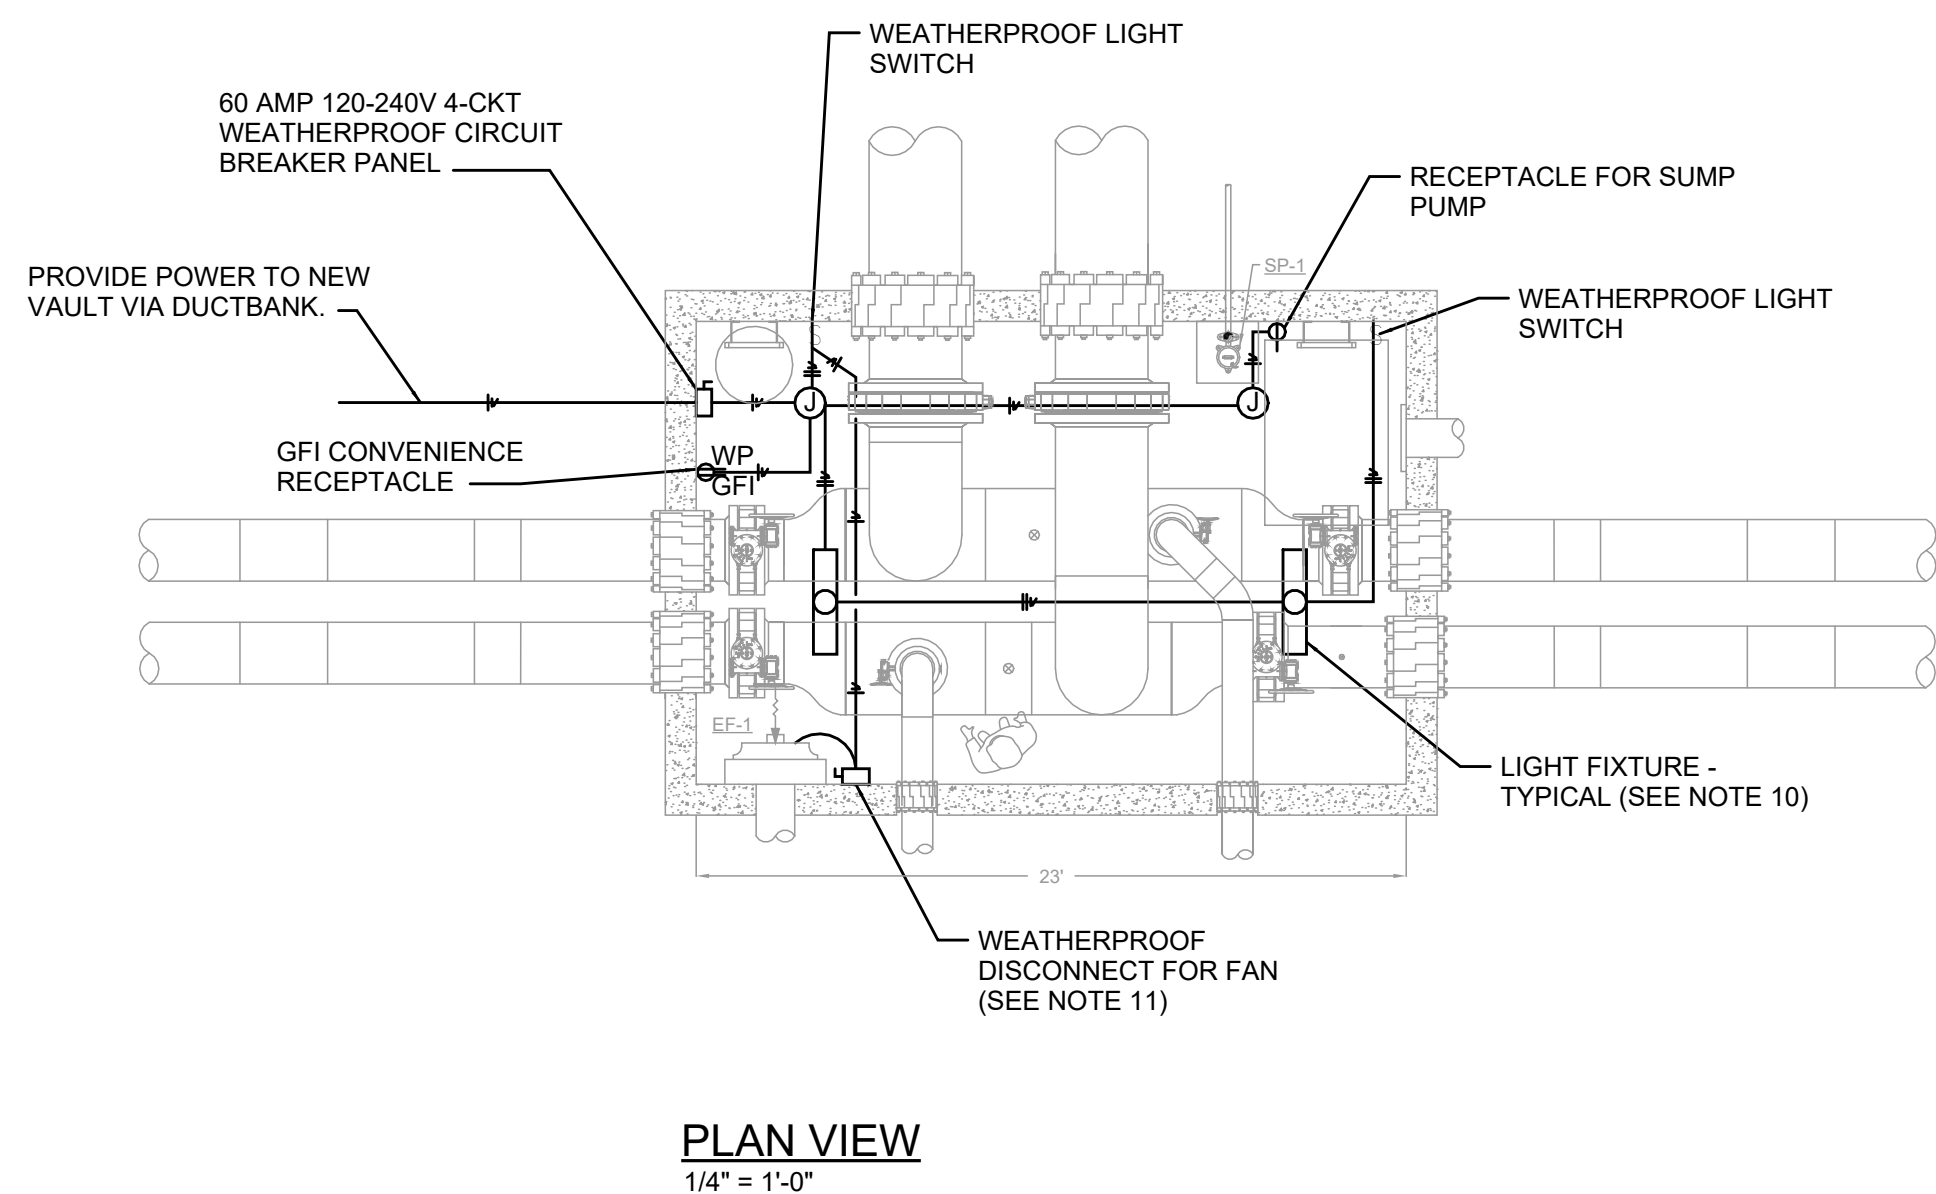 WEATHERPROOF LIGHT
SWITCH
60 AMP 120-240V 4-CKT
WEATHERPROOF CIRCUIT
BREAKER PANEL
RECEPTACLE FOR SUMP
PUMP
PROVIDE POWER TO NEW
VAULT VIA DUCTBANK.
SP-1
WEATHERPROOF LIGHT
SWITCH
S
S
J
J
GFI CONVENIENCE
RECEPTACLE
WP
GFI
EF-1
LIGHT FIXTURE -
TYPICAL (SEE NOTE 10)
23'
WEATHERPROOF
DISCONNECT FOR FAN
(SEE NOTE 11)
PLAN VIEW
1/4" = 1'-0"